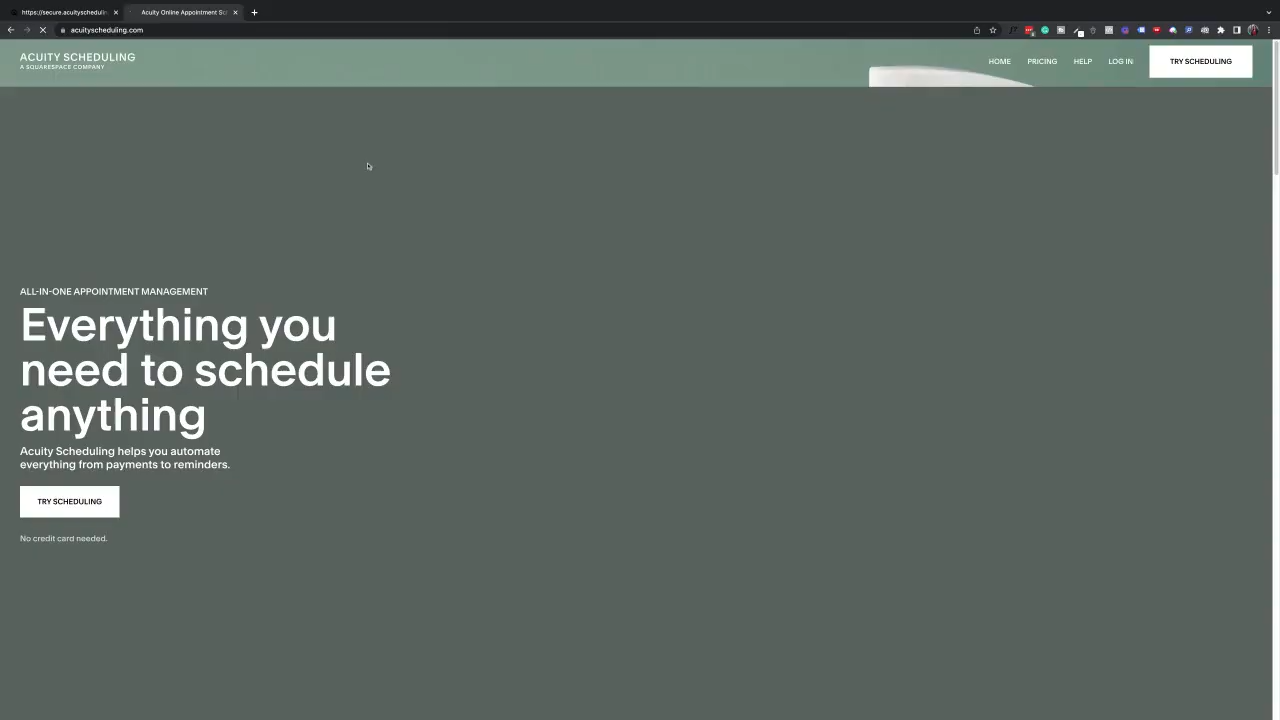 https://secure.acuityscheduli
Acuity Online Appointment Sc
acuityscheduling.com
ACUITY SCHEDULING
A SQUARESPACE COMPANY
HOME
PRICING
HELP
LOG IN
TRY SCHEDULING
ALL-IN-ONE APPOINTMENT MANAGEMENT
Everything you
need to schedule
anything
Acuity Scheduling helps you automate
everything from payments to reminders.
TRY SCHEDULING
No credit card needed.